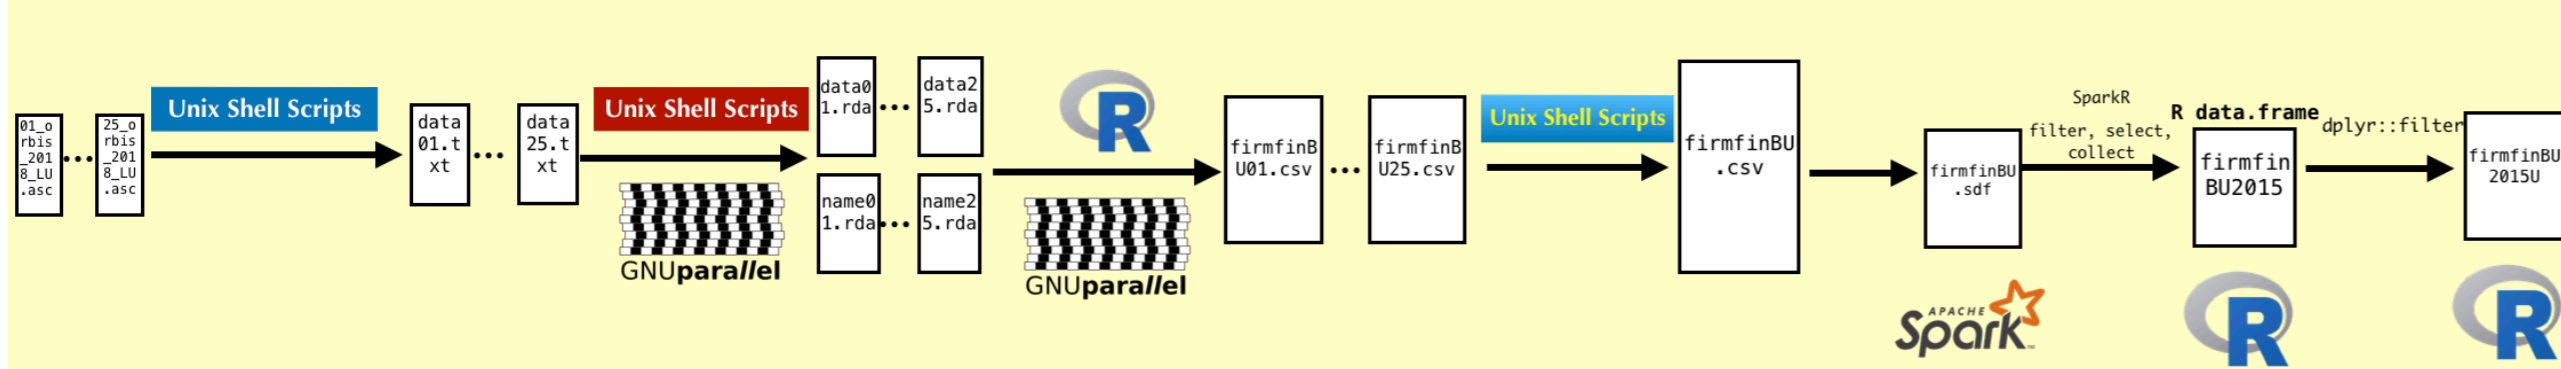 01_o
rbis
_201
8_LU
.asc
...
25_o
rbis
_201
8_LU
.asc
Unix Shell Scripts
data
01.t
xt
...
data
25.t
xt
Unix Shell Scripts
GNUparallel
data0
1.rda
...
data2
5.rda
name0
1.rda
...
name2
5.rda
R
GNUparallel
firmfinB
U01.csv
...
firmfinB
U25.csv
Unix Shell Scripts
firmfinBU
.csv
firmfinBU
.sdf
APACHE
Spark™
SparkR
filter, select,
collect
R data.frame
firmfin
BU2015
R
dplyr::filter
firmfinBU
2015U
R